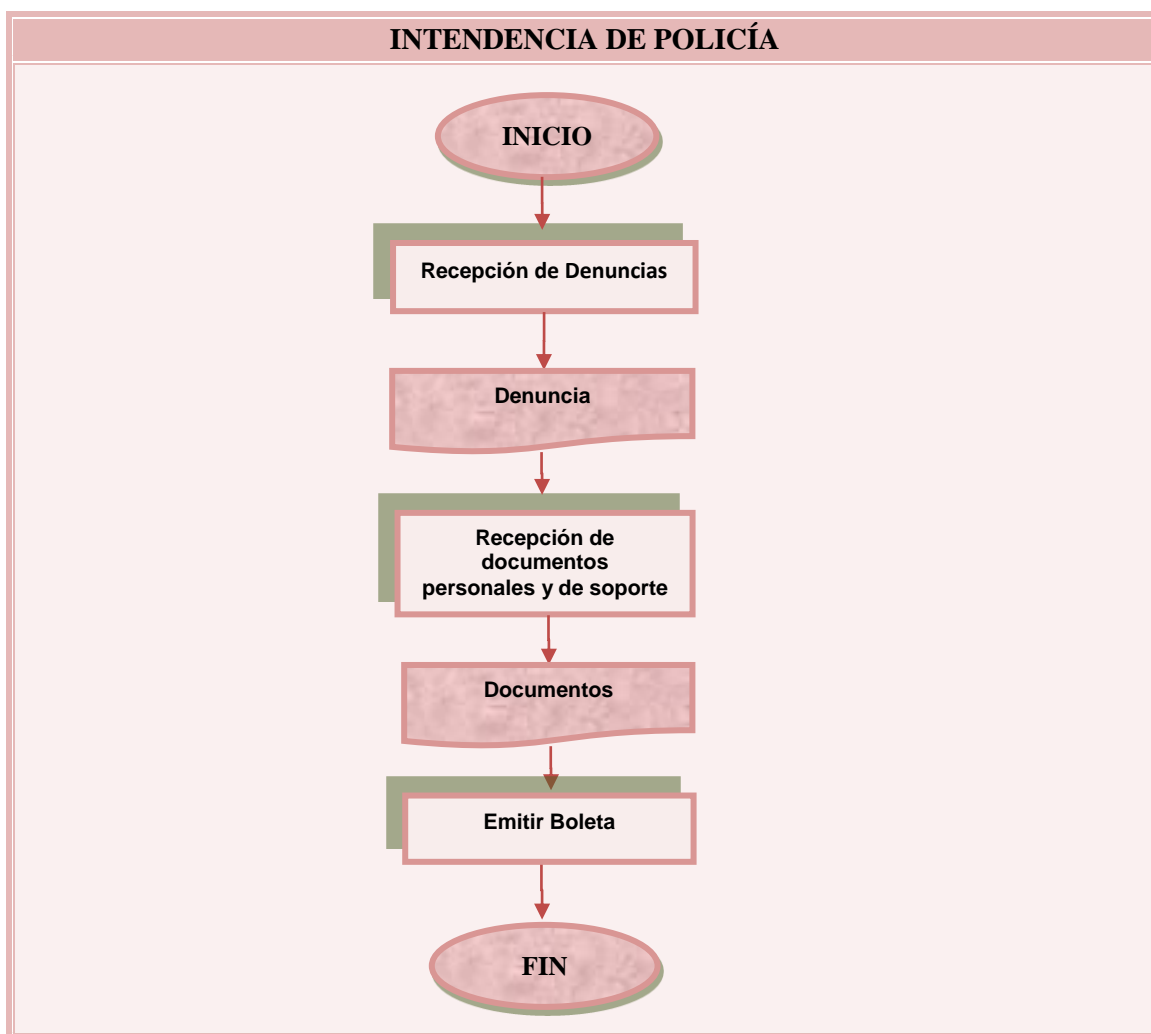 INTENDENCIA DE POLICÍA
INICIO
Recepción de Denuncias
Denuncia
Recepción de
documentos
personales y de soporte
Documentos
Emitir Boleta
FIN